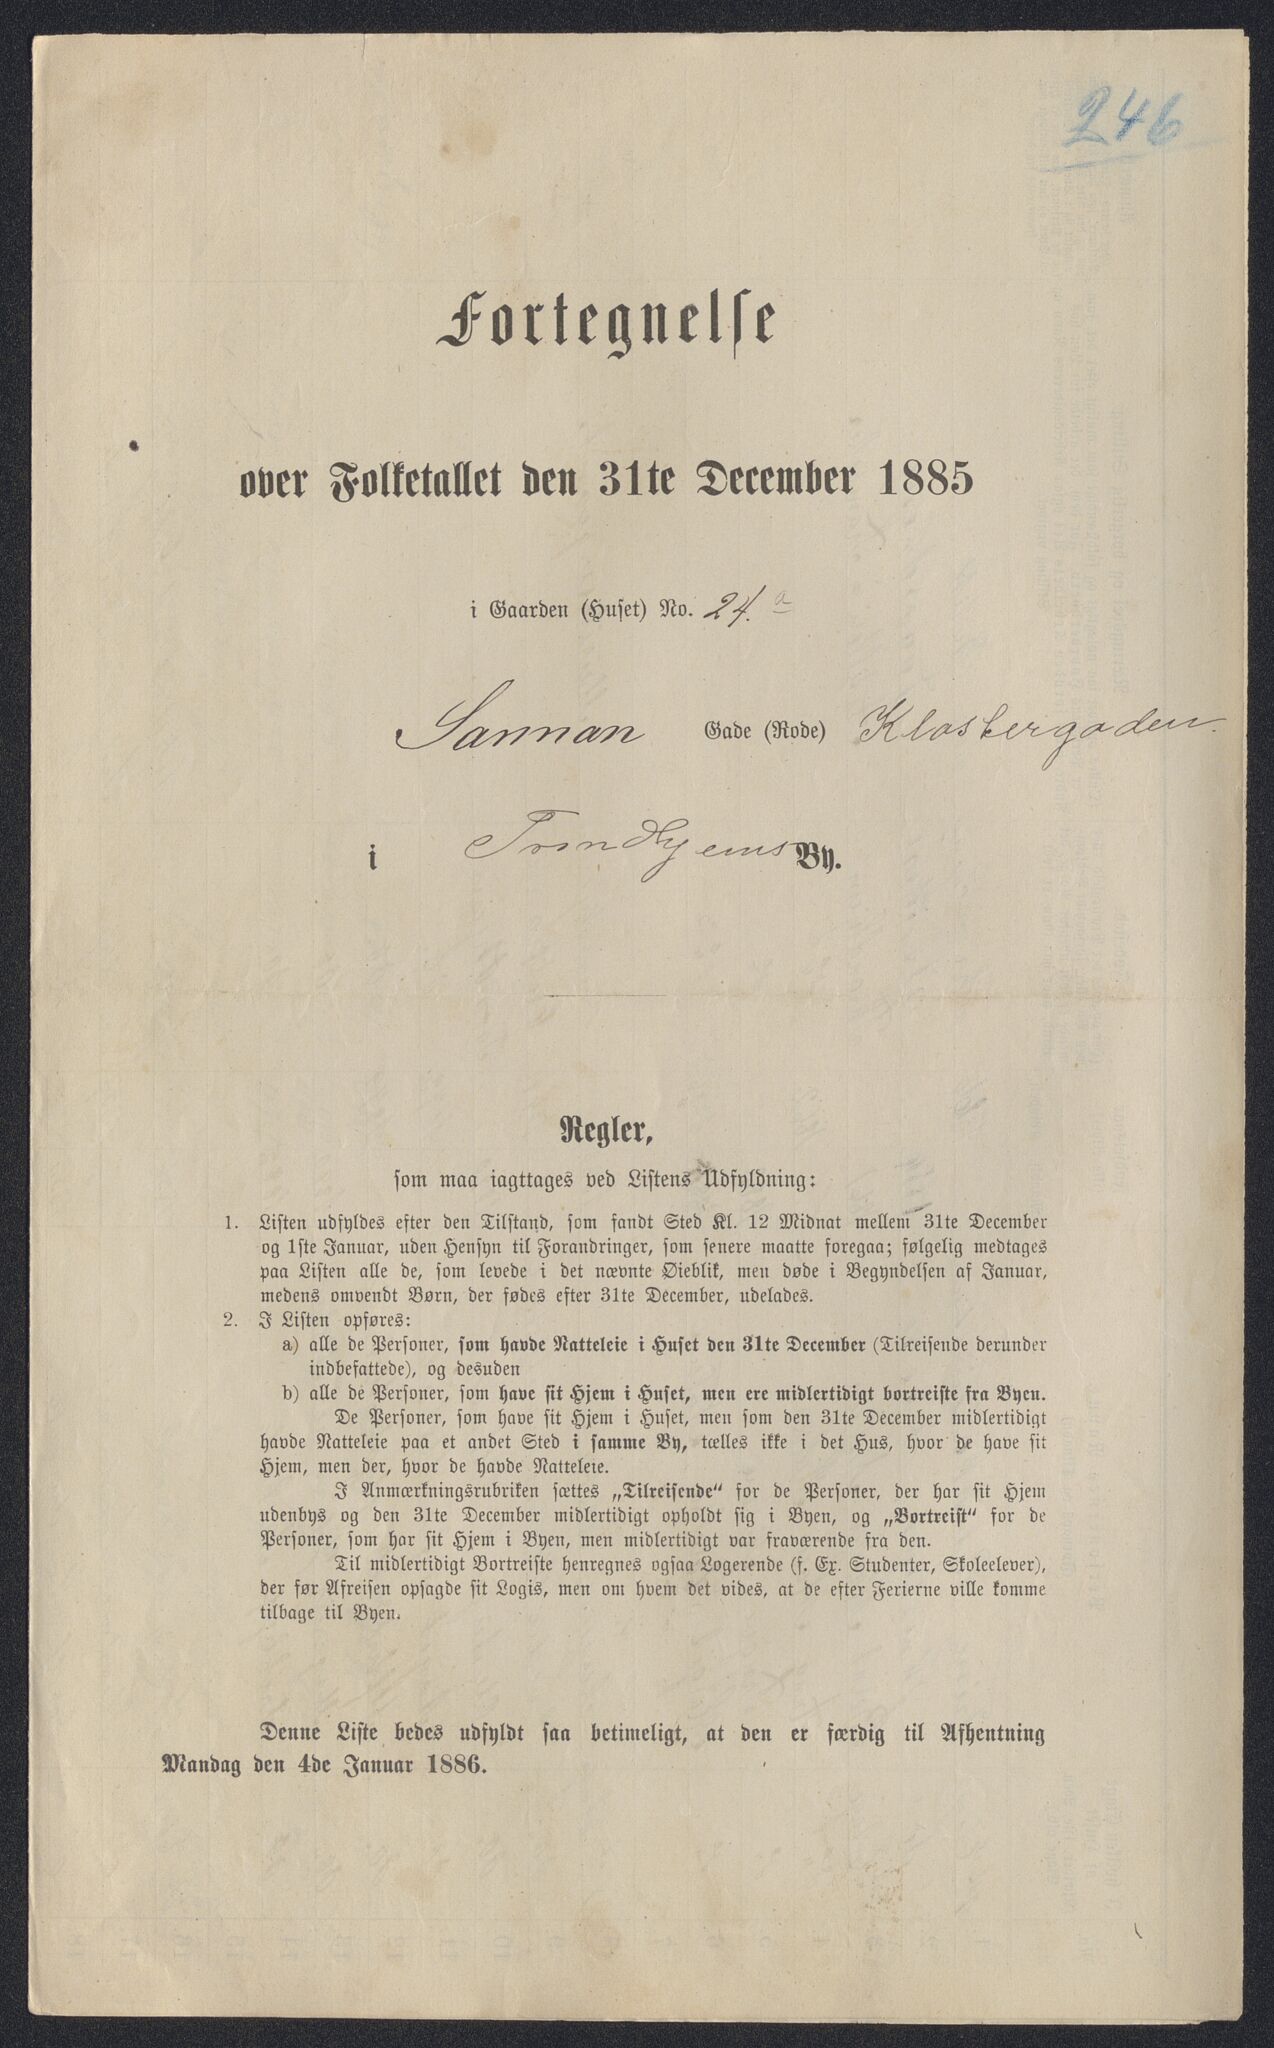 246
Fortegnelse
over Folketallet den 31te December 1885
i Gaarden (Huset) No. 24. a
Sannan Gade (Rode) Klostergaden.
i Trondhjems By.
Regler,
som maa iagttages ved Listens Udfyldning:
1. Listen udfyldes efter den Tilstand, som fandt Sted Kl. 12 Midnat mellem 31te December
og 1ste Januar, uden Hensyn til Forandringer, som senere maatte foregaa; følgelig medtages
paa Listen alle de, som levede i det nævnte Øieblik, men døde i Begyndelsen af Januar,
medens omvendt Børn, der fødes efter 31te December, udelades.
2. I Listen opføres:
a) alle de Personer, som havde Natteleie i Huset den 31te December (Tilreisende derunder
indbefattede), og desuden
b) alle de Personer, som have sit Hjem i Huset, men ere midlertidigt bortreiste fra Byen.
De Personer, som have sit Hjem i Huset, men som den 31te December midlertidigt
havde Natteleie paa et andet Sted i samme By, tælles ikke i det Hus, hvor de have sit
Hjem, men der, hvor de havde Natteleie.
I Anmærkningsrubriken sættes „Tilreisende“ for de Personer, der har sit Hjem
udenbys og den 31te December midlertidigt opholdt sig i Byen, og „Bortreist“ for de
Personer, som har sit Hjem i Byen, men midlertidigt var fraværende fra den.
Til midlertidigt Bortreiste henregnes ogsaa Logerende (f. Ex. Studenter, Skoleelever),
der før Afreisen opsagde sit Logis, men om hvem det vides, at de efter Ferierne ville komme
tilbage til Byen.
Denne Liste bedes udfyldt saa betimeligt, at den er færdig til Afhentning
Mandag den 4de Januar 1886.